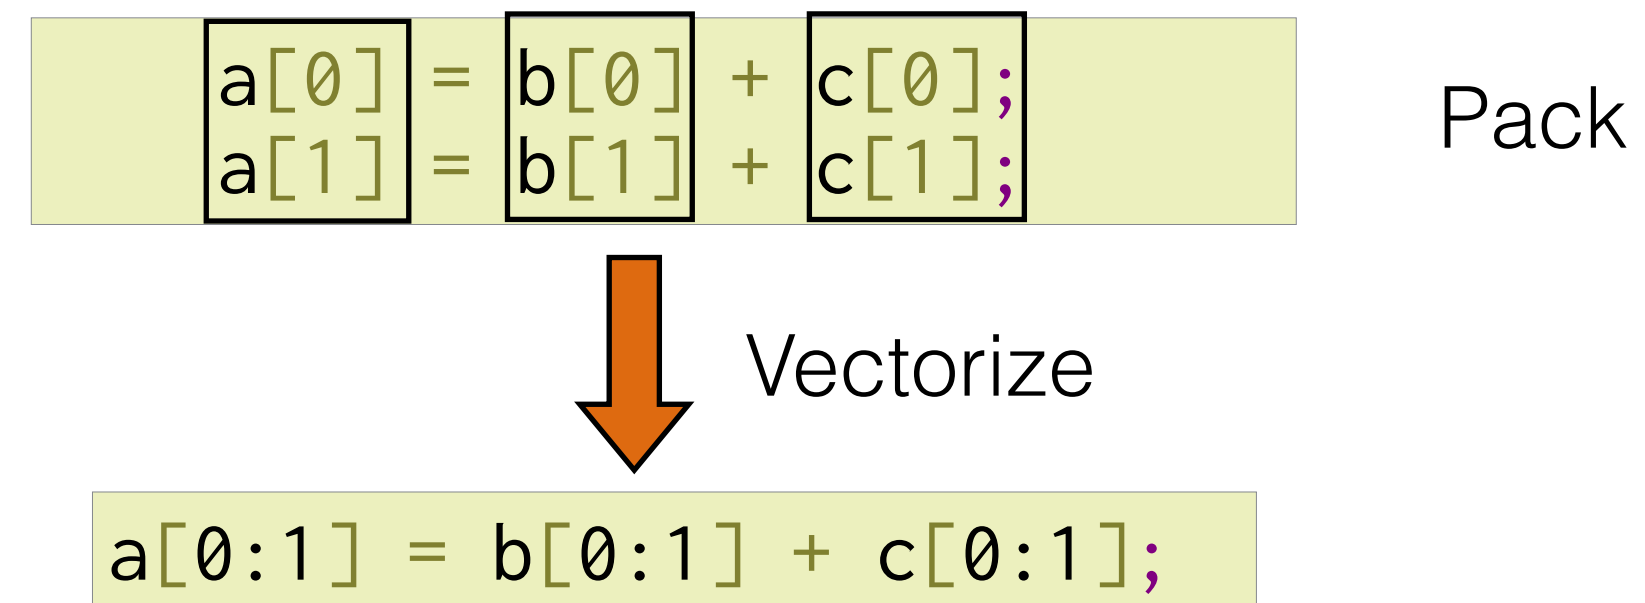 a[0] = b[0] + c[0];
a[1] = b[1] + c[1];
Pack
Vectorize
a[0:1] = b[0:1] + c[0:1];